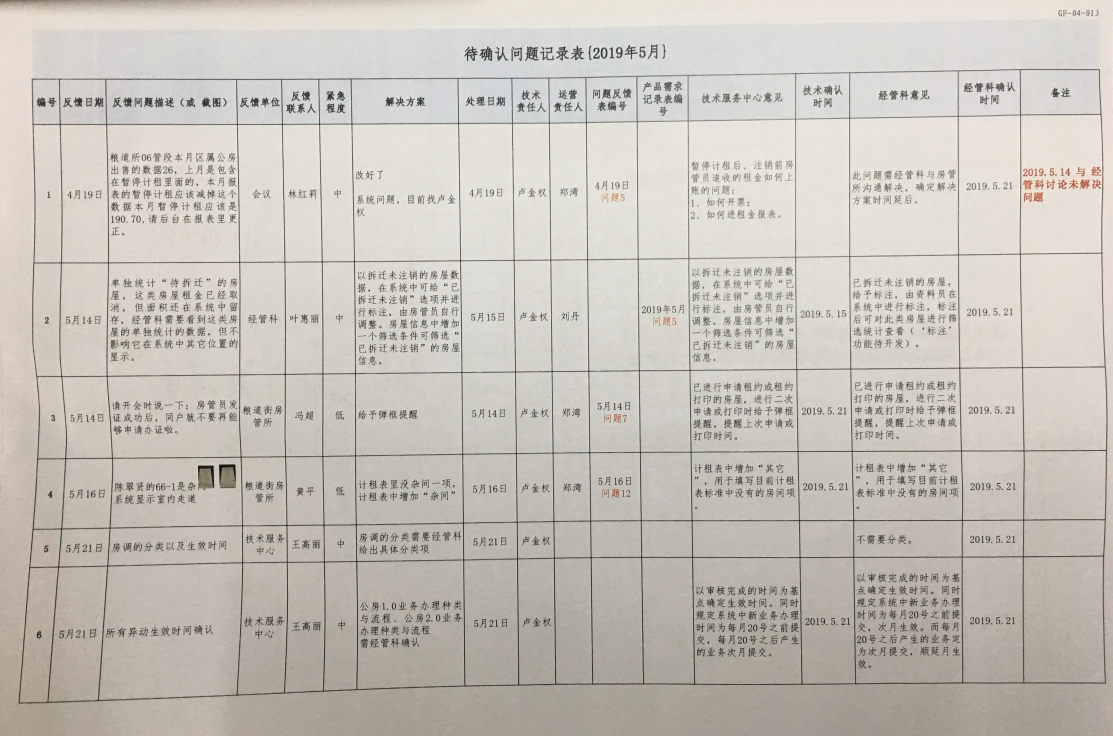 GF-04-013
待确认问题记录表{2019年5月}
编号
反馈日期
反馈问题描述（或 截图）
反馈单位
反馈
联系人
紧急
程度
解决方案
处理日期
技术
责任人
运营
责任人
问题反馈
表编号
产品需求
记录表编
号
技术服务中心意见
技术确认
时间
经管科意见
经管科确认
时间
备注
1
4月19日
粮道所06管段本月区属公房
出售的数据26，上月是包含
在暂停计租里面的，本月报
表的暂停计租应该减掉这个
数据本月暂停计租应该是
190.70,请后台在报表里更
正。
会议
林红莉
中
改好了
系统问题，目前找卢金
权
4月19日
卢金权
郑湾
4月19日
问题5
暂停计租后、注销前房
管员追收的租金如何上
账的问题：
1、如何开票；
2、如何进租金报表。
此问题需经管科与房管
所沟通解决，确定解决
方案时间延后。
2019.5.21
2019.5.14 与 经
管科讨论未解决
问题
2
5月14日
单独统计“待拆迁”的房
屋，这类房屋租金已经取
消，但面积还在系统中留
存，经管科需要看到这类房
屋的单独统计的数据，但不
影响它在系统中其它位置的
显示。
经管科
叶惠丽
中
以拆迁未注销的房屋数
据，在系统中可给“已
拆迁未注销”选项并进
行标注，由房管员自行
调整。房屋信息中增加
一个筛选条件可筛选“
已拆迁未注销”的房屋
信息。
5月15日
卢金权
刘丹
2019年5月
问题5
以拆迁未注销的房屋数
据，在系统中可给“已
拆迁未注销”选项并进
行标注，由房管员自行
调整。房屋信息中增加
一个筛选条件可筛选“
已拆迁未注销”的房屋
信息。
2019.5.15
已拆迁未注销的房屋，
给予标注，由资料员在
系统中进行标注，标注
后可对此类房屋进行筛
选统计查看（‘标注’
功能待开发）。
2019.5.21
3
5月14日
请开会时说一下：房管员发
证成功后，同户就不要再能
够申请办证啦。
粮道街房
管所
冯超
低
给予弹框提醒
5月14日
卢金权
郑湾
5月14日
问题7
已进行申请租约或租约
打印的房屋，进行二次
申请或打印时给予弹框
提醒，提醒上次申请或
打印时间。
2019.5.21
已进行申请租约或租约
打印的房屋，进行二次
申请或打印时给予弹框
提醒，提醒上次申请或
打印时间。
2019.5.21
4
5月16日
陈翠贤的66-1是杂
系统显示室内走道
粮道街房
管所
黄平
低
计租表里没杂间一项，
计租表中增加“杂间”
5月16日
卢金权
郑湾
5月16日
问题12
计租表中增加“其它
”，用于填写目前计租
表标准中没有的房间项
。
2019.5.21
计租表中增加“其它
”，用于填写目前计租
表标准中没有的房间项
。
2019.5.21
5
5月21日
房调的分类以及生效时间
技术服务
中心
王高丽
中
房调的分类需要经管科
给出具体分类项
5月21日
卢金权
不需要分类。
2019.5.21
6
5月21日
所有异动生效时间确认
技术服务
中心
王高丽
中
公房1.0业务办理种类
与流程、公房2.0业务
办理种类与流程
需经管科确认
5月21日
卢金权
以审核完成的时间为基
点确定生效时间。同时
规定系统中新业务办理
时间为每月20号之前提
交，每月20号之后产生
的业务次月提交。
2019.5.21
以审核完成的时间为基
点确定生效时间。同时
规定系统中新业务办理
时间为每月20号之前提
交，次月生效。而每月
20号之后产生的业务定
为次月提交，顺延月生
效。
2019.5.21